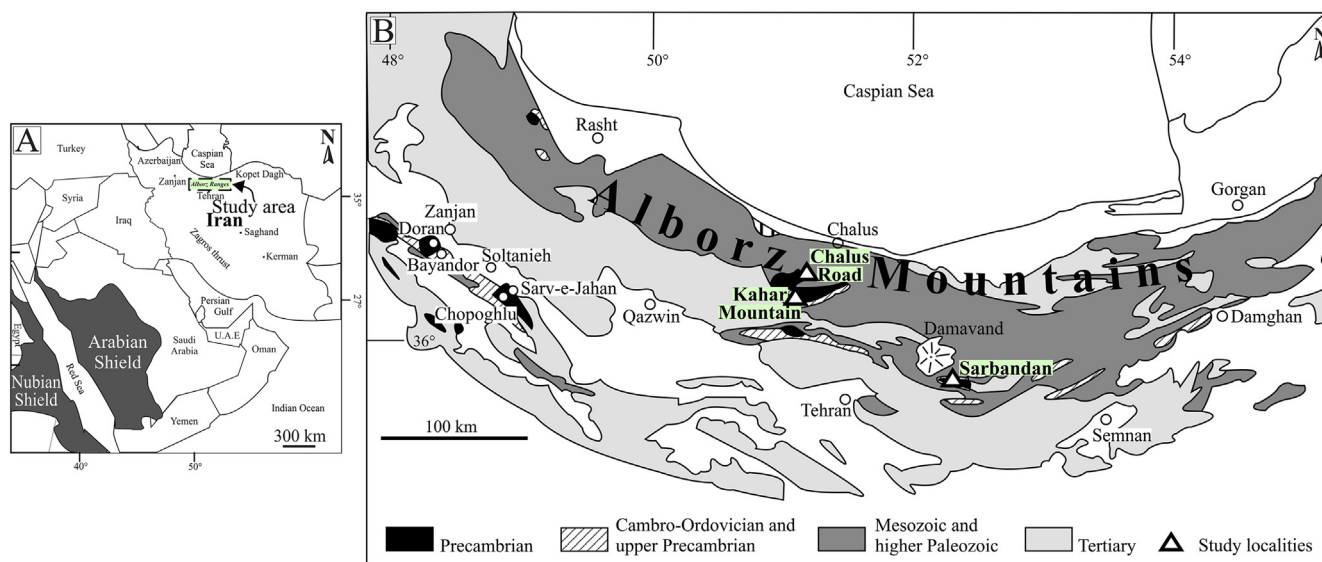 A
N
Turkey
Azerbaijan
Caspian
Sea
Kopet Dagh
Zanjan
Alborz Ranges
Tehran
Study area
Syria
Iraq
Iran
Saghand
Kerman
Zagros thrust
35°
27°
Persian
Gulf
U.A.E
Oman
Saudi
Arabia
Egypt
Arabian
Shield
Red Sea
Nubian
Shield
Yemen
Indian Ocean
300 km
40°
50°
B
N
48°
50°
52°
54°
Caspian Sea
Rasht
Gorgan
Alborz Mountains
Zanjan
Doran
Bayandor
Soltanieh
Sarv-e-Jahan
Chopoghlu
Chalus
Chalus
Road
Kahar
Mountain
Qazwin
Damghan
36°
Damavand
Sarbandan
Tehran
Semnan
100 km
Precambrian
Cambro-Ordovician and
upper Precambrian
Mesozoic and
higher Paleozoic
Tertiary
Study localities